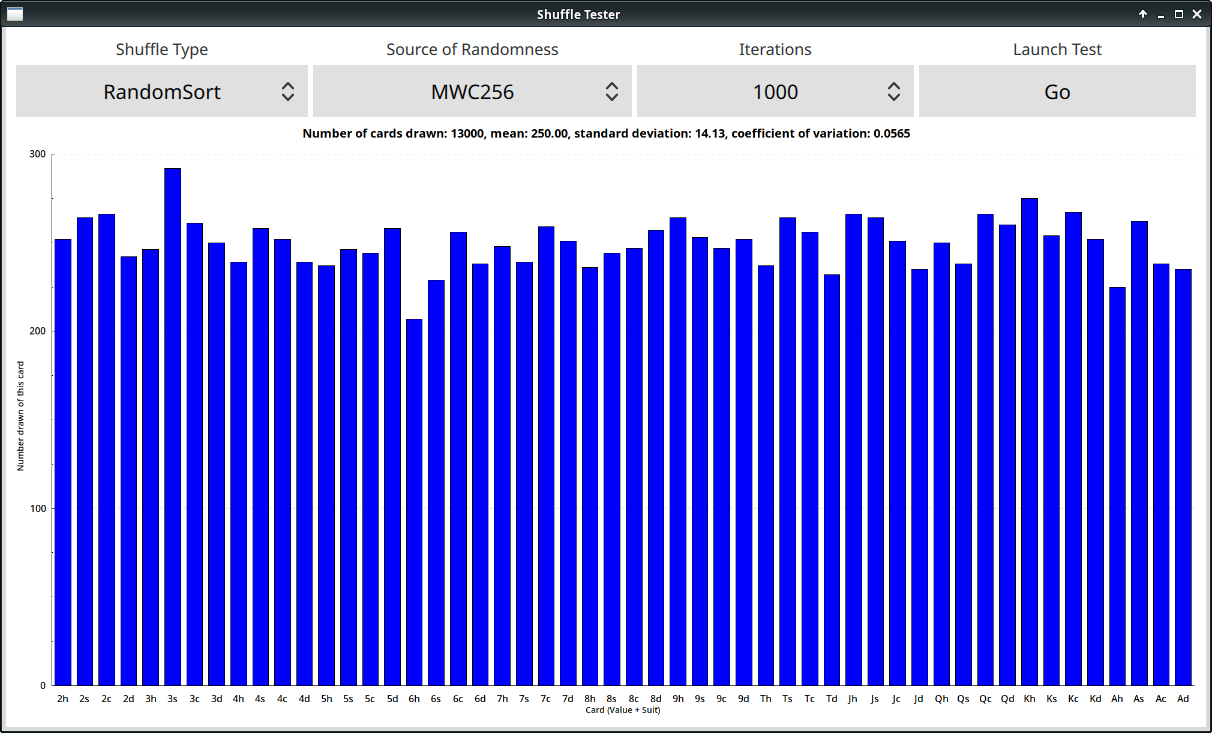 Shuffle Tester
Shuffle Type Source of Randomness Iterations Launch Test
RandomSort MWC256 1000 Go
Number of cards drawn: 13000, mean: 250.00, standard deviation: 14.13, coefficient of variation: 0.0565
300
200
100
0
Number drawn of this card
2h 2s 2c 2d 3h 3s 3c 3d 4h 4s 4c 4d 5h 5s 5c 5d 6h 6s 6c 6d 7h 7s 7c 7d 8h 8s 8c 8d 9h 9s 9c 9d Th Ts Tc Td Jh Js Jc Jd Qh Qs Qc Qd Kh Ks Kc Kd Ah As Ac Ad
Card (Value + Suit)